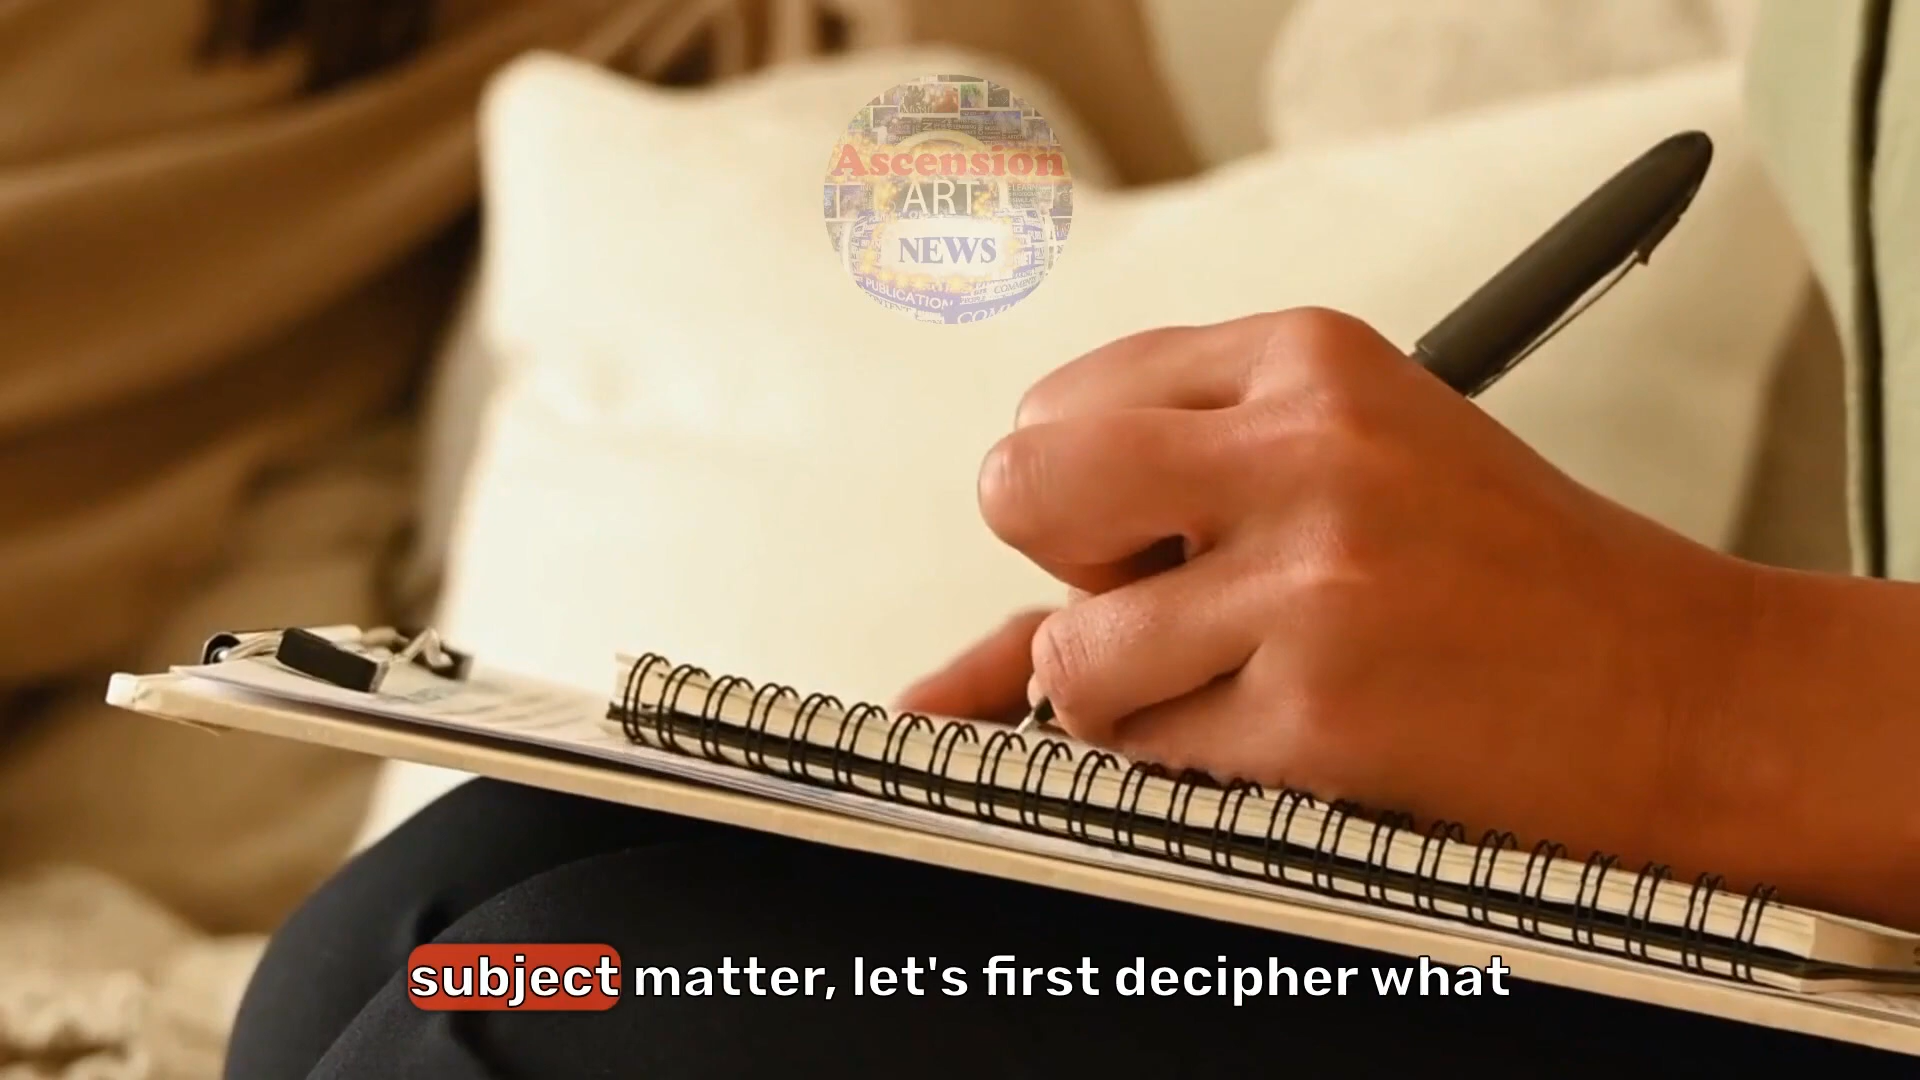 Ascension
ART
NEWS
PUBLICATION
subject matter, let's first decipher what